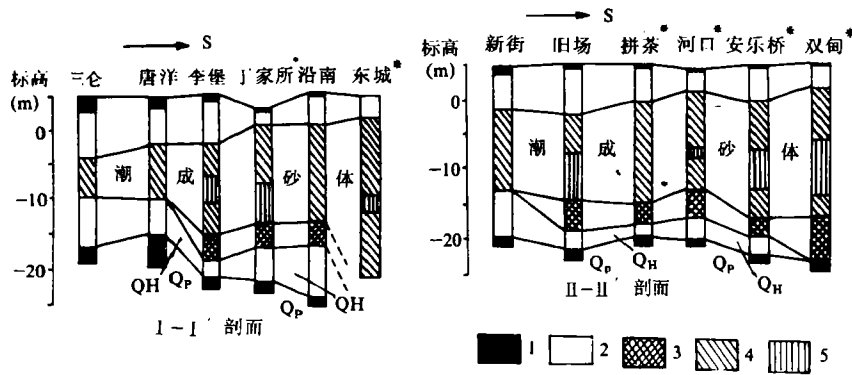 S
标高
(m)
三仑 唐洋 李堡 丁家所* 沿南 东城*
0
-10
-20
潮 成 砂 体
QH Qp Qp QH
I-I′ 剖面
S
标高
(m)
新街 旧场 拼茶* 河口* 安乐桥* 双甸*
0
-10
-20
潮 成 砂 体
Qp QH Qp QH
II-II′ 剖面
1 2 3 4 5